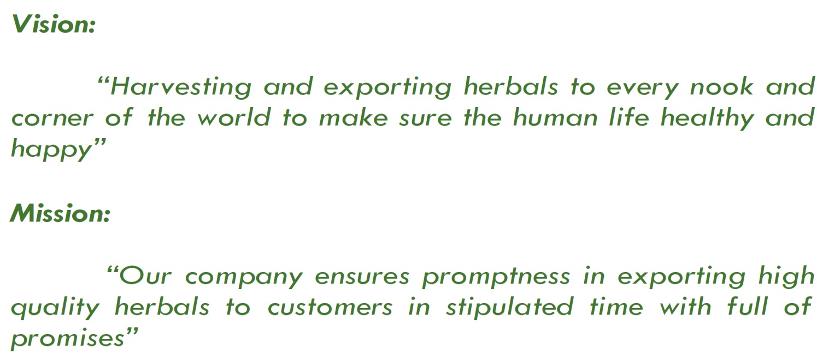 Vision:
“Harvesting and exporting herbals to every nook and
corner of the world to make sure the human life healthy and
happy”
Mission:
“Our company ensures promptness in exporting high
quality herbals to customers in stipulated time with full of
promises”